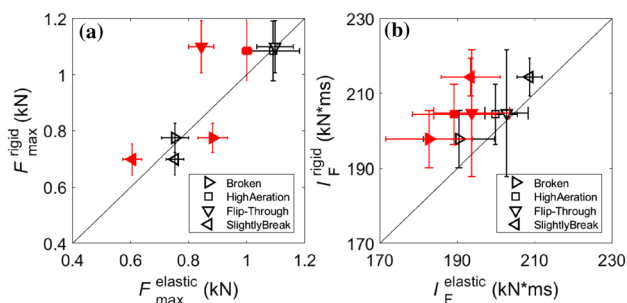 (a)
1.2
1
0.8
0.6
0.4
F rigid max (kN)
Broken
HighAeration
Flip-Through
SlightlyBreak
0.4 0.6 0.8 1 1.2
F elastic max (kN)
(b)
230
210
190
170
I rigid F (kN*ms)
Broken
HighAeration
Flip-Through
SlightlyBreak
170 190 210 230
I elastic F (kN*ms)